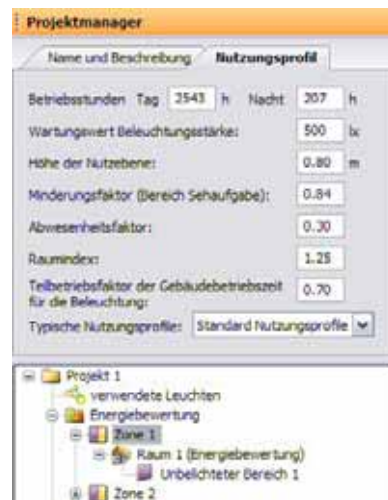 Projektmanager
Name und Beschreibung Nutzungsprofil
Betriebsstunden Tag 2543 h Nacht 207 h
Wartungswert Beleuchtungsstärke: 500 lx
Höhe der Nutzebene: 0.80 m
Minderungsfaktor (Bereich Sehaufgabe): 0.84
Abwesenheitsfaktor: 0.30
Raumindex: 1.25
Teilbetriebsfaktor der Gebäudebetriebszeit
für die Beleuchtung: 0.70
Typische Nutzungsprofile: Standard Nutzungsprofile
Projekt 1
verwendete Leuchten
Energiebewertung
Zone 1
Raum 1 (Energiebewertung)
Unbelichteter Bereich 1
Zone 2